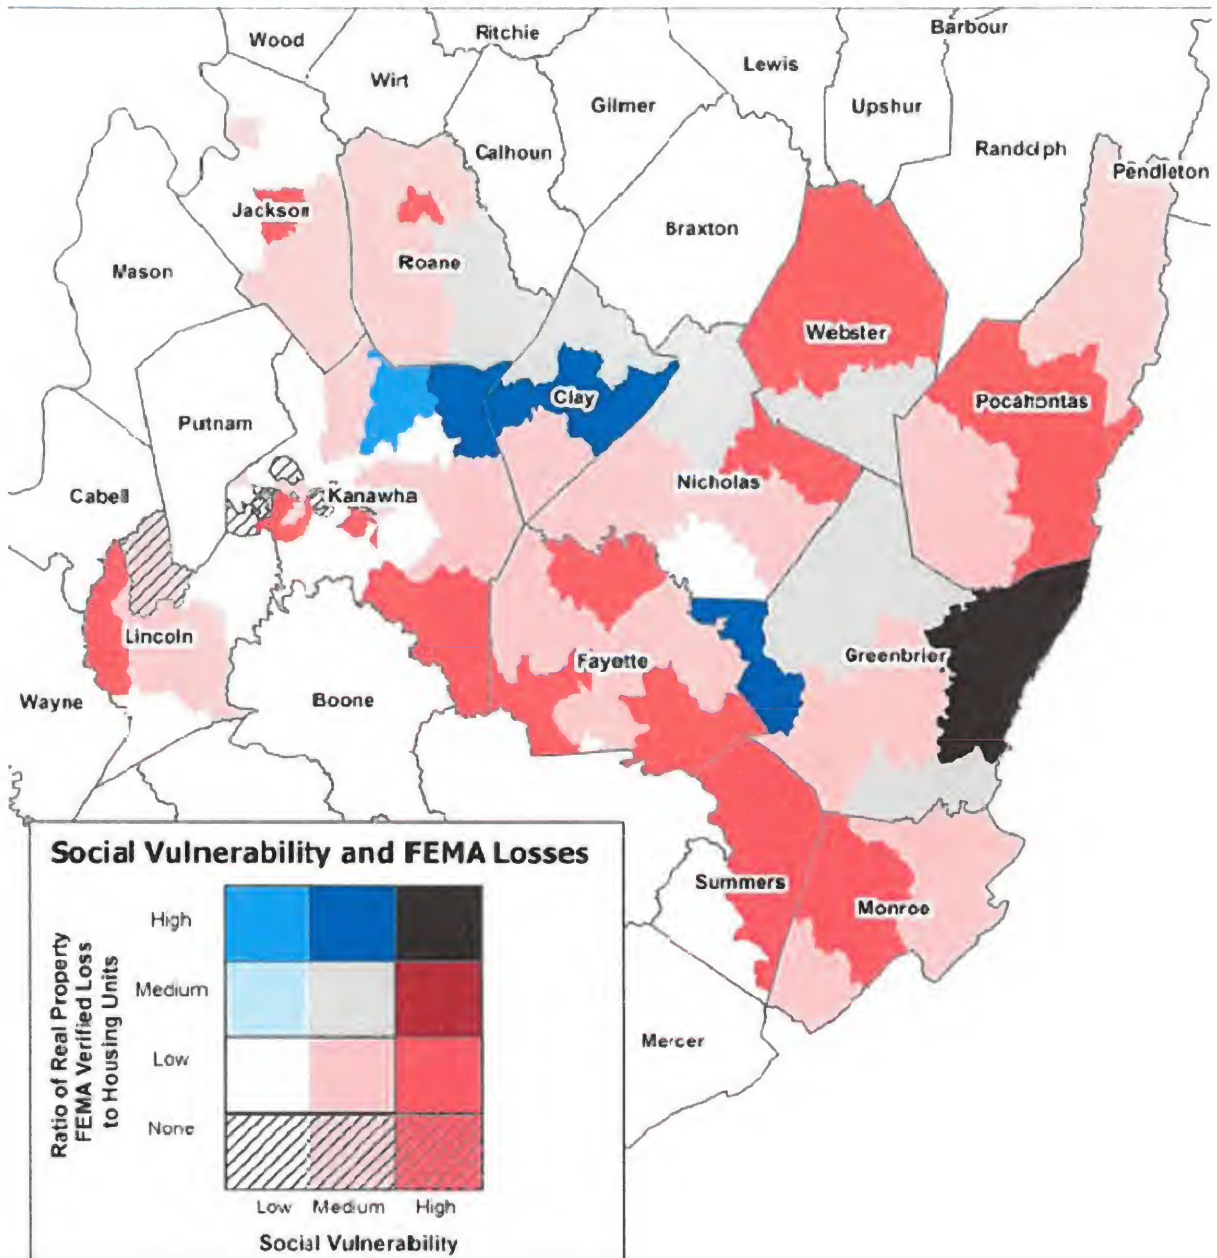 Barbour
Ritchie
Wood
Lewis
Wirt
Gilmer
Upshur
Calhoun
Randolph
Pendleton
Jackson
Braxton
Roane
Mason
Webster
Clay
Pocahontas
Putnam
Nicholas
Cabell
Kanawha
Lincoln
Greenbrier
Fayette
Wayne
Boone
Summers
Monroe
Mercer
Social Vulnerability and FEMA Losses
Ratio of Real Property
FEMA Verified Loss
to Housing Units
High
Medium
Low
None
Low Medium High
Social Vulnerability